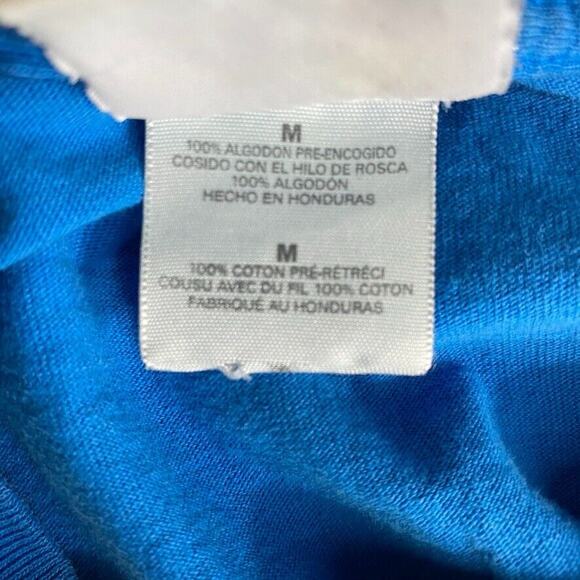 M
100% ALGODON PRE-ENCOGIDO
COSIDO CON EL HILO DE ROSCA
100% ALGODÓN
HECHO EN HONDURAS
M
100% COTON PRÉ-RÉTRÉCI
COUSU AVEC DU FIL 100% COTON
FABRIQUÉ AU HONDURAS